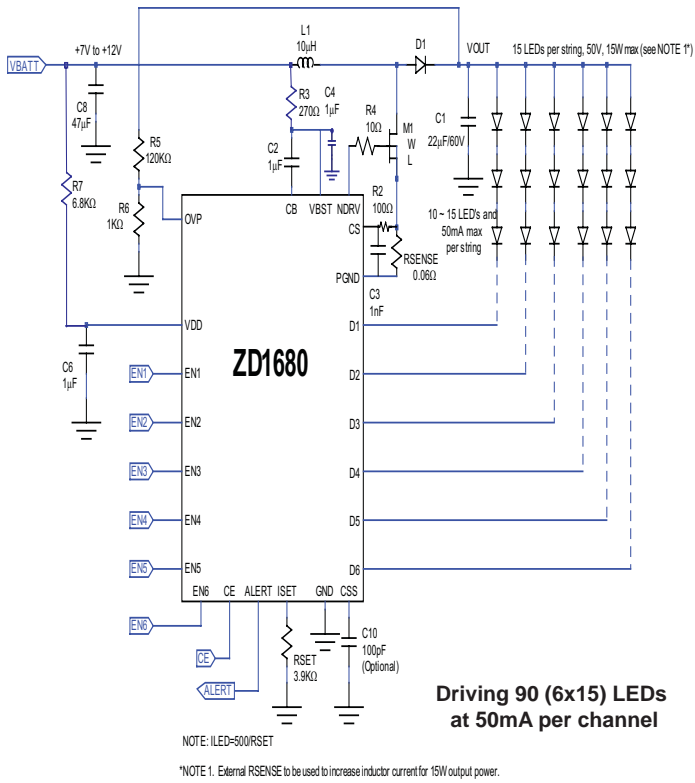 L1
10µH
D1
+7V to +12V
VOUT
15 LEDs per string, 50V, 15W max (see NOTE 1*)
VBATT
C8
47µF
R3
270Ω
C4
1µF
R4
10Ω
M1
W
L
C1
22µF/60V
R5
120KΩ
C2
1µF
R7
6.8KΩ
R6
1KΩ
R2
100Ω
10 ~ 15 LED's and
50mA max
per string
CB
VBST
NDRV
OVP
CS
RSENSE
0.06Ω
PGND
C3
1nF
VDD
D1
C6
1µF
ZD1680
EN1
EN1
D2
EN2
EN2
D3
EN3
EN3
D4
EN4
EN4
D5
EN5
EN5
D6
EN6
CE
ALERT
ISET
GND
CSS
EN6
CE
ALERT
RSET
3.9KΩ
C10
100pF
(Optional)
Driving 90 (6x15) LEDs
at 50mA per channel
NOTE: ILED=500/RSET
*NOTE 1. External RSENSE to be used to increase inductor current for 15W output power.